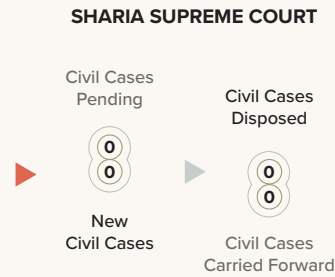 SHARIA SUPREME COURT
Civil Cases
Pending
0
0
New
Civil Cases
Civil Cases
Disposed
0
0
Civil Cases
Carried Forward